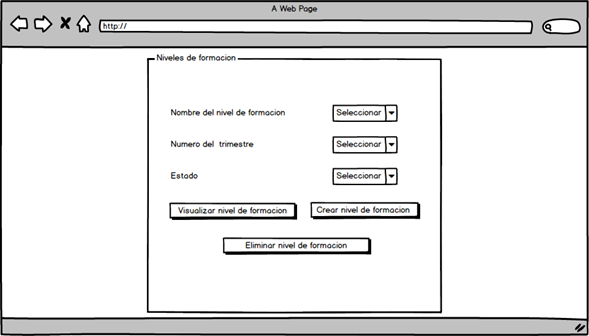 A Web Page
http://
Niveles de formacion
Nombre del nivel de formacion Seleccionar
Numero del trimestre Seleccionar
Estado Seleccionar
Visualizar nivel de formacion Crear nivel de formacion
Eliminar nivel de formacion